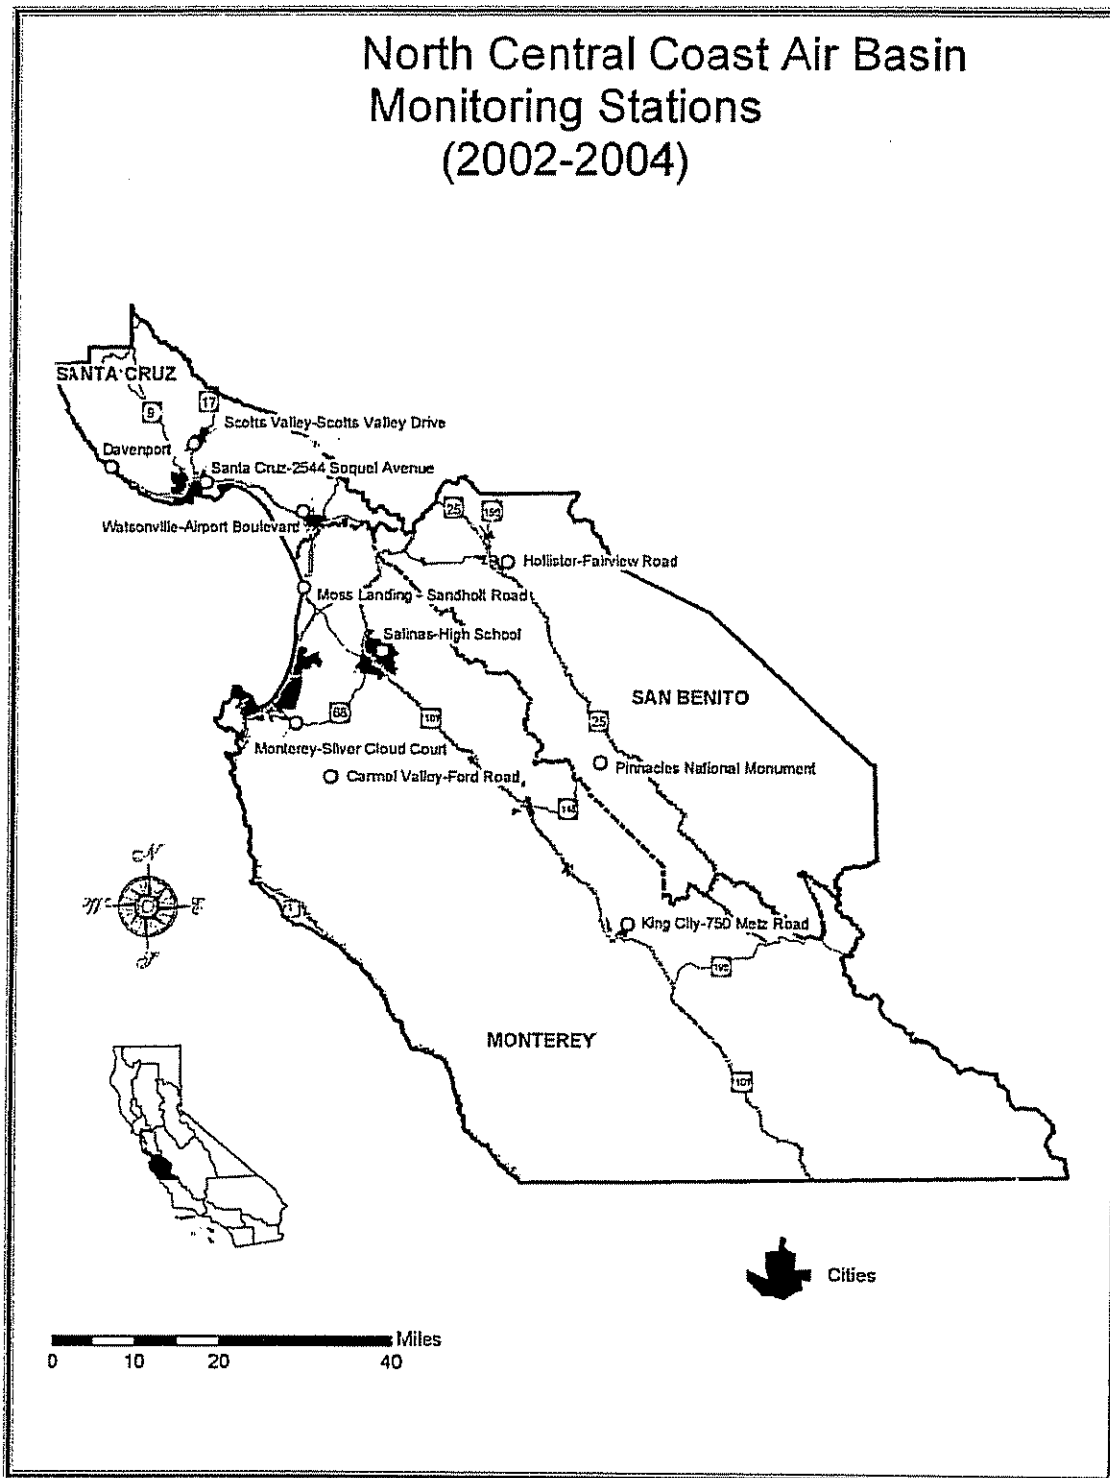 North Central Coast Air Basin
Monitoring Stations
(2002-2004)
SANTA CRUZ
17
9
Scotts Valley-Scotts Valley Drive
Davenport
Santa Cruz-2544 Soquel Avenue
25
Watsonville-Airport Boulevard
Hollister-Fairview Road
Moss Landing - Sandholt Road
Salinas-High School
SAN BENITO
68
101
25
Monterey-Silver Cloud Court
Pinnacles National Monument
Carmel Valley-Ford Road
146
N
1
King City-750 Metz Road
198
MONTEREY
101
Cities
Miles
0 10 20 40